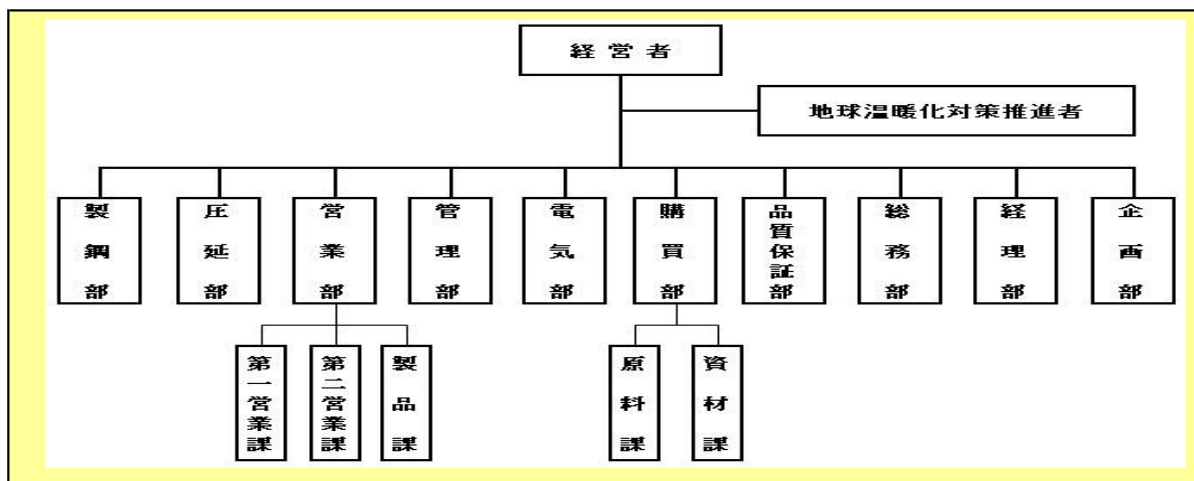 経営者
地球温暖化対策推進者
製鋼部
圧延部
営業部
管理部
電気部
購買部
品質保証部
総務部
経理部
企画部
第一営業課
第二営業課
製品課
原料課
資材課